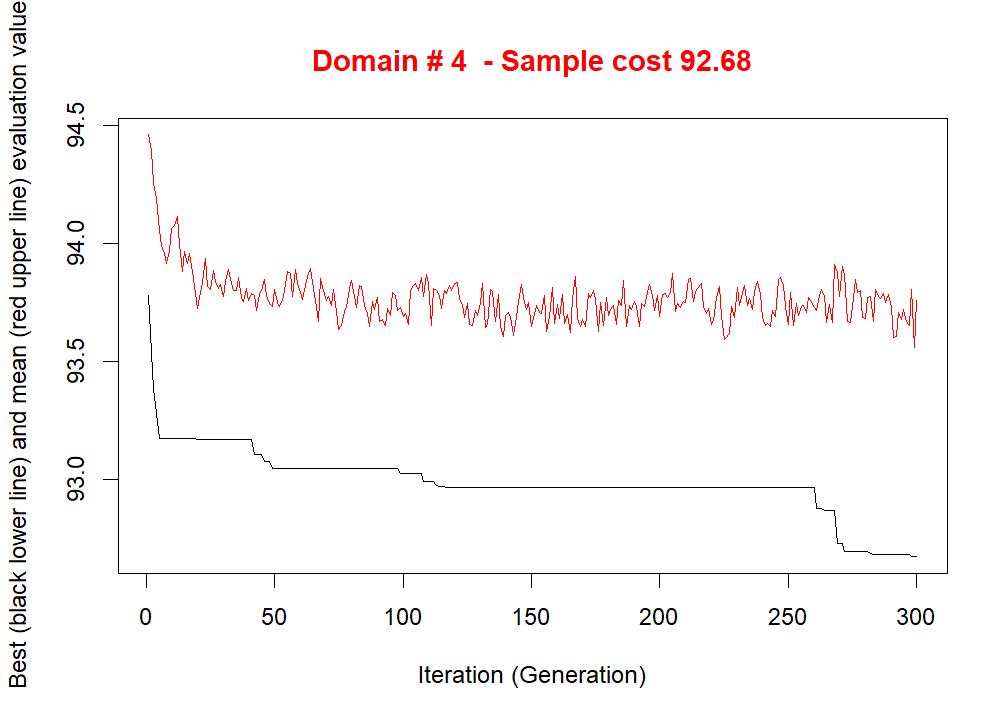 Domain # 4  - Sample cost 92.68
Best (black lower line) and mean (red upper line) evaluation value
94.5
94.0
93.5
93.0
0 50 100 150 200 250 300
Iteration (Generation)